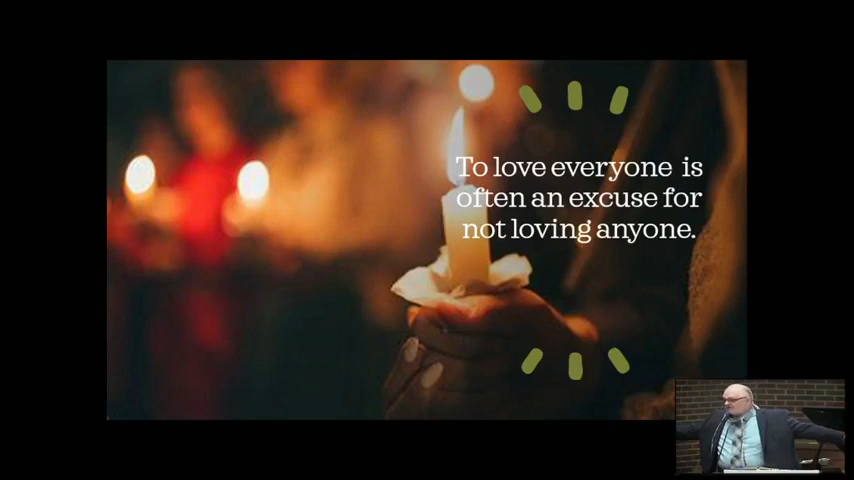 To love everyone is
often an excuse for
not loving anyone.